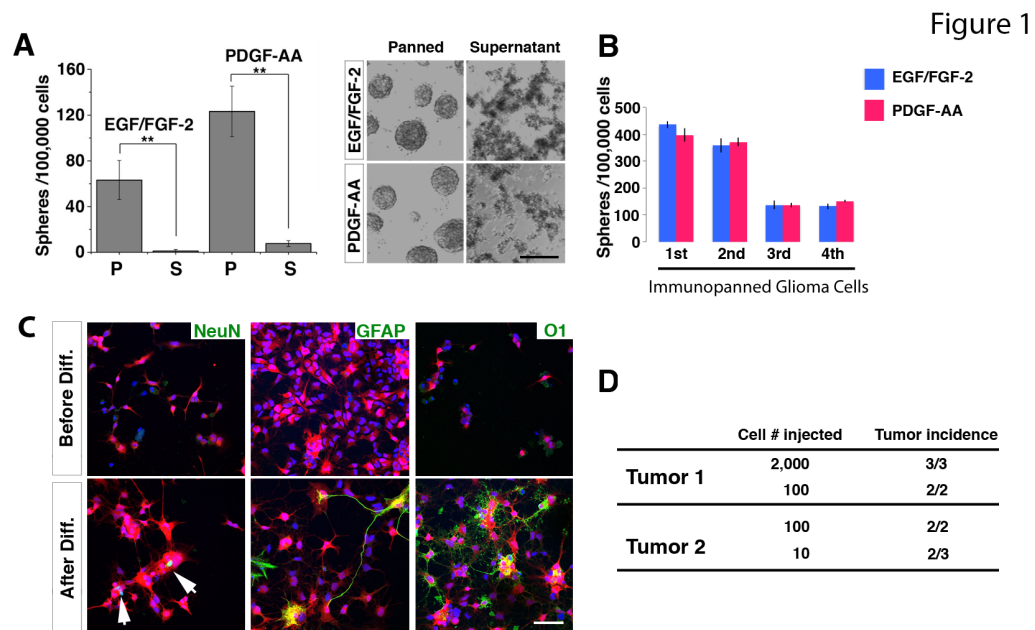 Figure 1
A
PDGF-AA
**
EGF/FGF-2
**
Spheres /100,000 cells
160
120
80
40
0
P S P S
Panned Supernatant
EGF/FGF-2
PDGF-AA
B
EGF/FGF-2
PDGF-AA
Spheres /100,000 cells
500
400
300
200
100
0
1st 2nd 3rd 4th
Immunopanned Glioma Cells
C
NeuN GFAP O1
Before Diff.
After Diff.
D
Cell # injected Tumor incidence
Tumor 1
2,000 3/3
100 2/2
Tumor 2
100 2/2
10 2/3